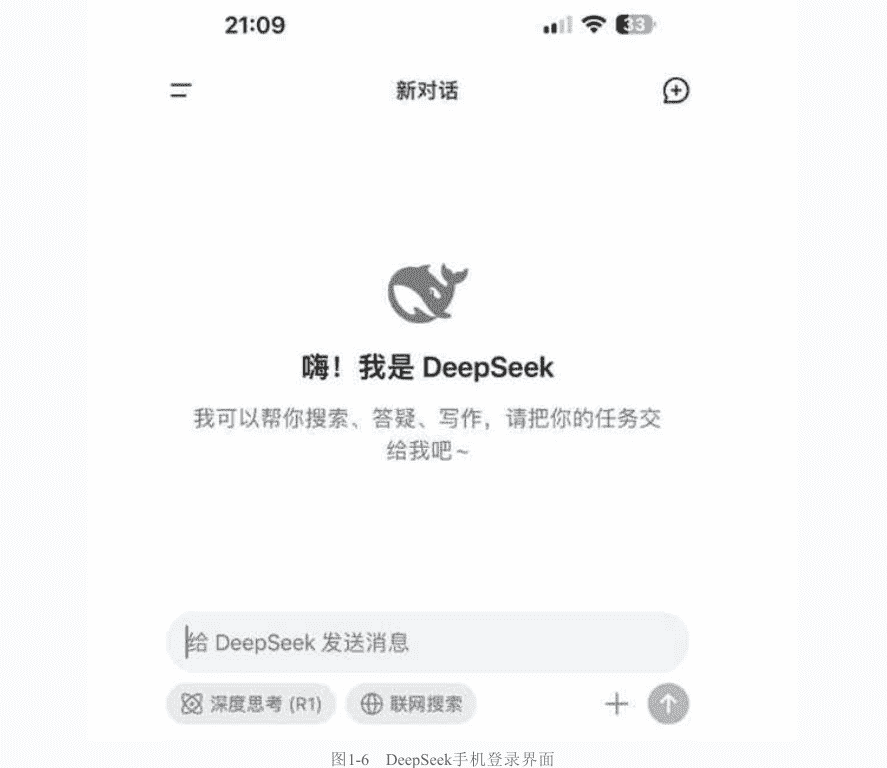 21:09
33
新对话
嗨！我是 DeepSeek
我可以帮你搜索、答疑、写作，请把你的任务交
给我吧~
给 DeepSeek 发送消息
深度思考 (R1)
联网搜索
图1-6 DeepSeek手机登录界面